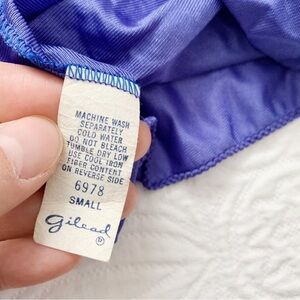 MACHINE WASH
SEPARATELY
COLD WATER
DO NOT BLEACH
TUMBLE DRY LOW
USE COOL IRON
FIBER CONTENT
ON REVERSE SIDE
6978
SMALL
Gilead